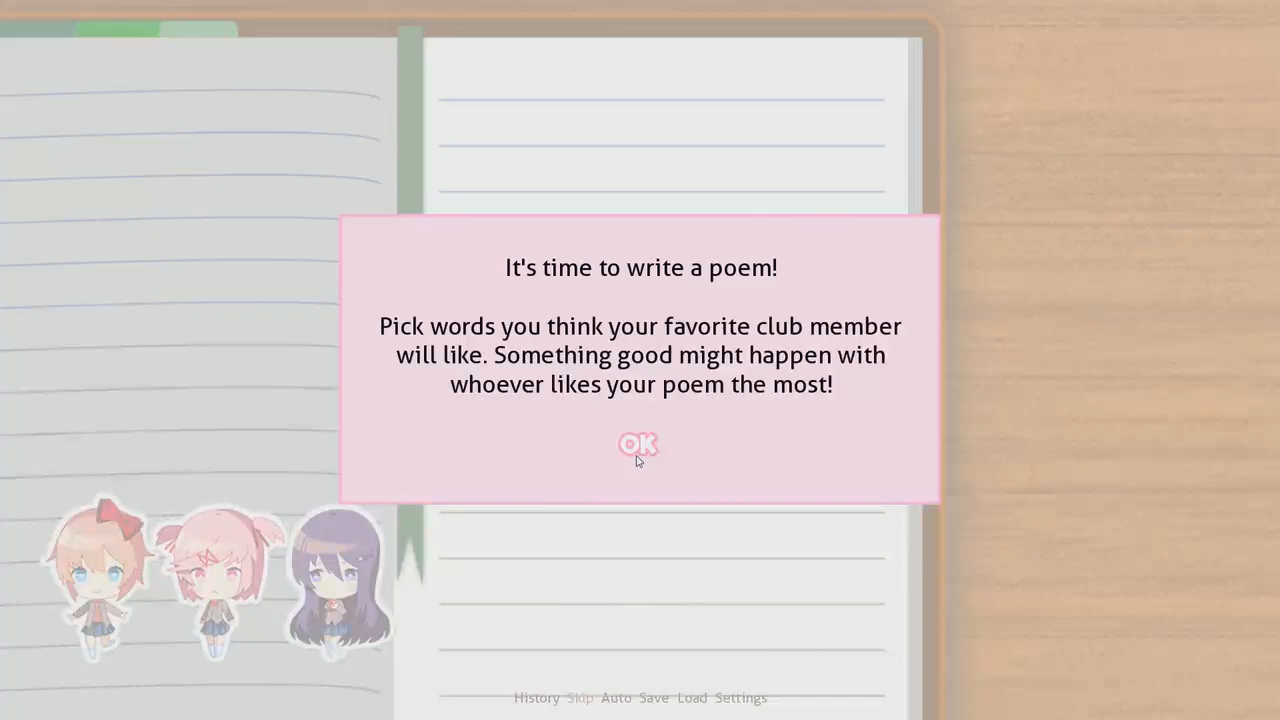 It's time to write a poem!
Pick words you think your favorite club member
will like. Something good might happen with
whoever likes your poem the most!
OK
History Skip Auto Save Load Settings